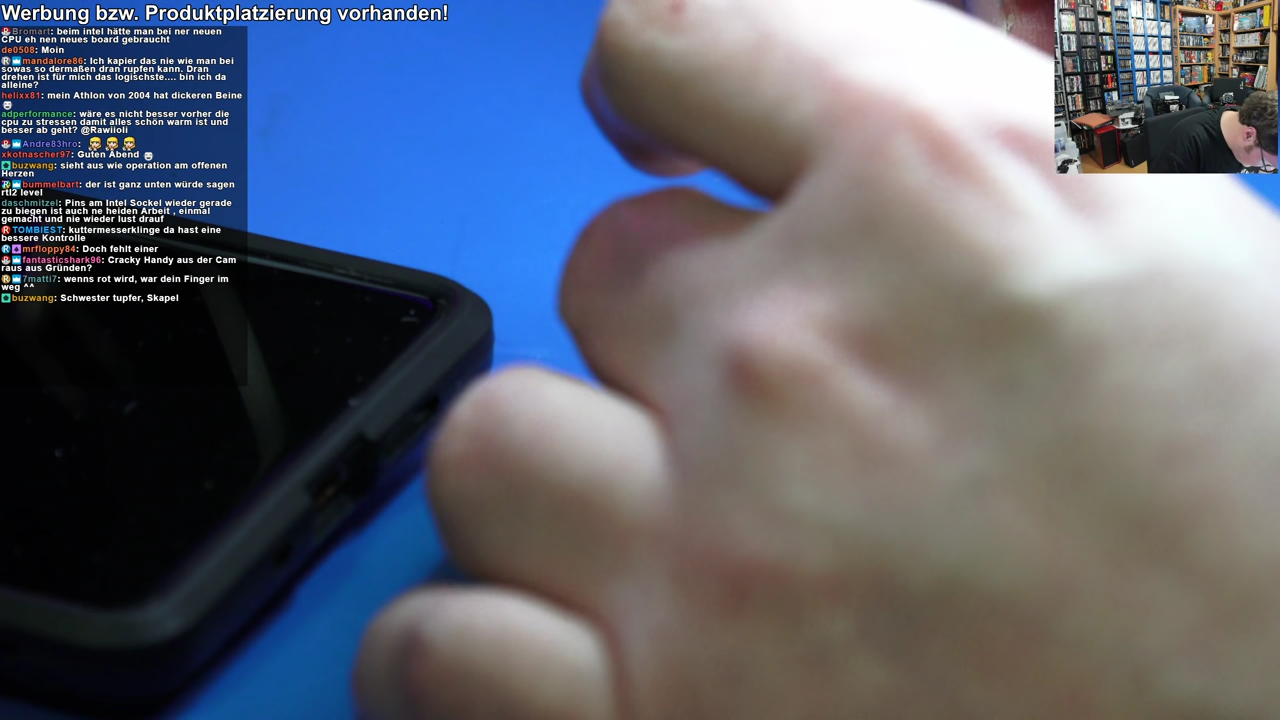 Werbung bzw. Produktplatzierung vorhanden!
Bromart: beim intel hätte man bei ner neuen
CPU eh nen neues board gebraucht
de0508: Moin
mandalore86: Ich kapier das nie wie man bei
sowas so dermaßen dran rupfen kann. Dran
drehen ist für mich das logischste.... bin ich da
alleine?
helixx81: mein Athlon von 2004 hat dickeren Beine
adperformance: wäre es nicht besser vorher die
cpu zu stressen damit alles schön warm ist und
besser ab geht? @Rawiioli
Andre83hro:
xkotnascher97: Guten Abend
buzwang: sieht aus wie operation am offenen
Herzen
bummelbart: der ist ganz unten würde sagen
rtl2 level
daschmitzel: Pins am Intel Sockel wieder gerade
zu biegen ist auch ne heiden Arbeit , einmal
gemacht und nie wieder lust drauf
TOMBIEST: kuttermesserklinge da hast eine
bessere Kontrolle
mrfloppy84: Doch fehlt einer
fantasticshark96: Cracky Handy aus der Cam
raus aus Gründen?
7matti7: wenns rot wird, war dein Finger im
weg ^^
buzwang: Schwester tupfer, Skapel